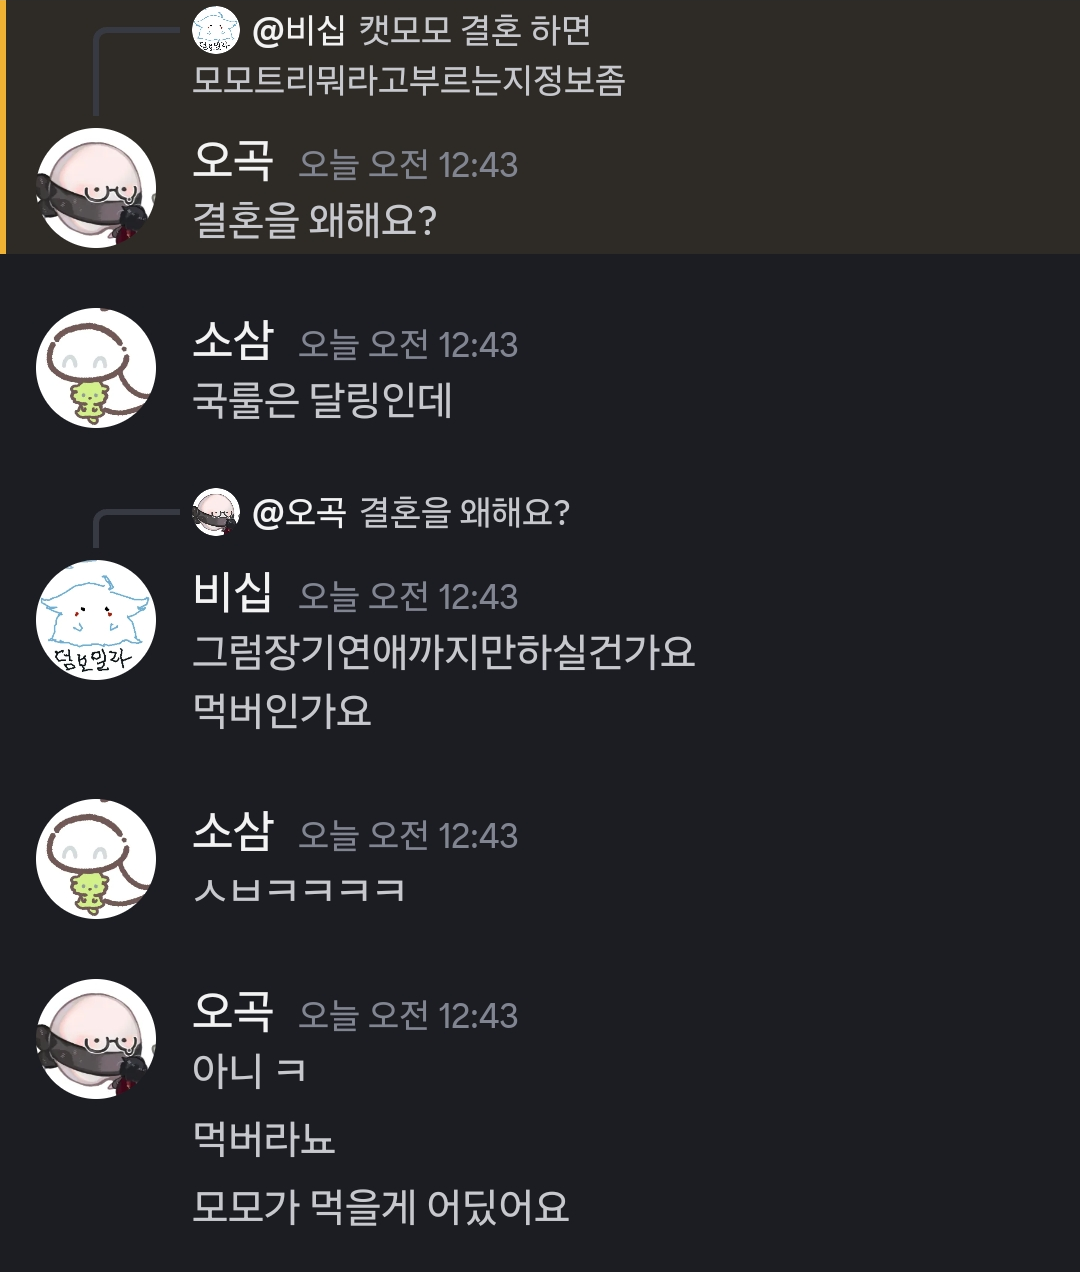 @비십 캣모모 결혼 하면
모모트리뭐라고부르는지정보좀
오곡 오늘 오전 12:43
결혼을 왜해요?
소삼 오늘 오전 12:43
국룰은 달링인데
@오곡 결혼을 왜해요?
비십 오늘 오전 12:43
그럼장기연애까지만하실건가요
먹버인가요
덤보밀라
소삼 오늘 오전 12:43
ㅅㅂㅋㅋㅋㅋ
오곡 오늘 오전 12:43
아니 ㅋ
먹버라뇨
모모가 먹을게 어딨어요